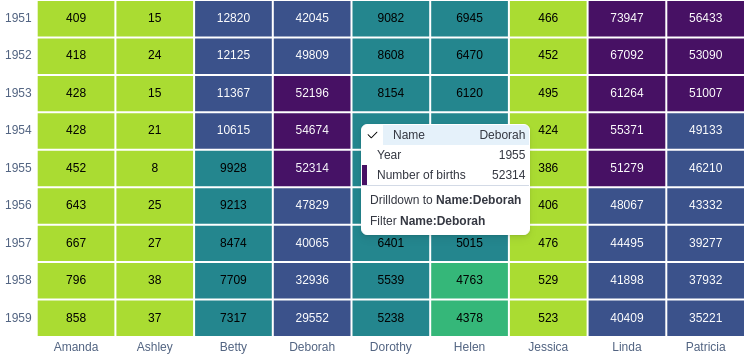 1951 409 15 12820 42045 9082 6945 466 73947 56433
1952 418 24 12125 49809 8608 6470 452 67092 53090
1953 428 15 11367 52196 8154 6120 495 61264 51007
1954 428 21 10615 54674 424 55371 49133
Name Deborah
Year 1955
1955 452 8 9928 52314 386 51279 46210
Number of births 52314
Drilldown to Name:Deborah
1956 643 25 9213 47829 406 48067 43332
Filter Name:Deborah
1957 667 27 8474 40065 6401 5015 476 44495 39277
1958 796 38 7709 32936 5539 4763 529 41898 37932
1959 858 37 7317 29552 5238 4378 523 40409 35221
Amanda Ashley Betty Deborah Dorothy Helen Jessica Linda Patricia